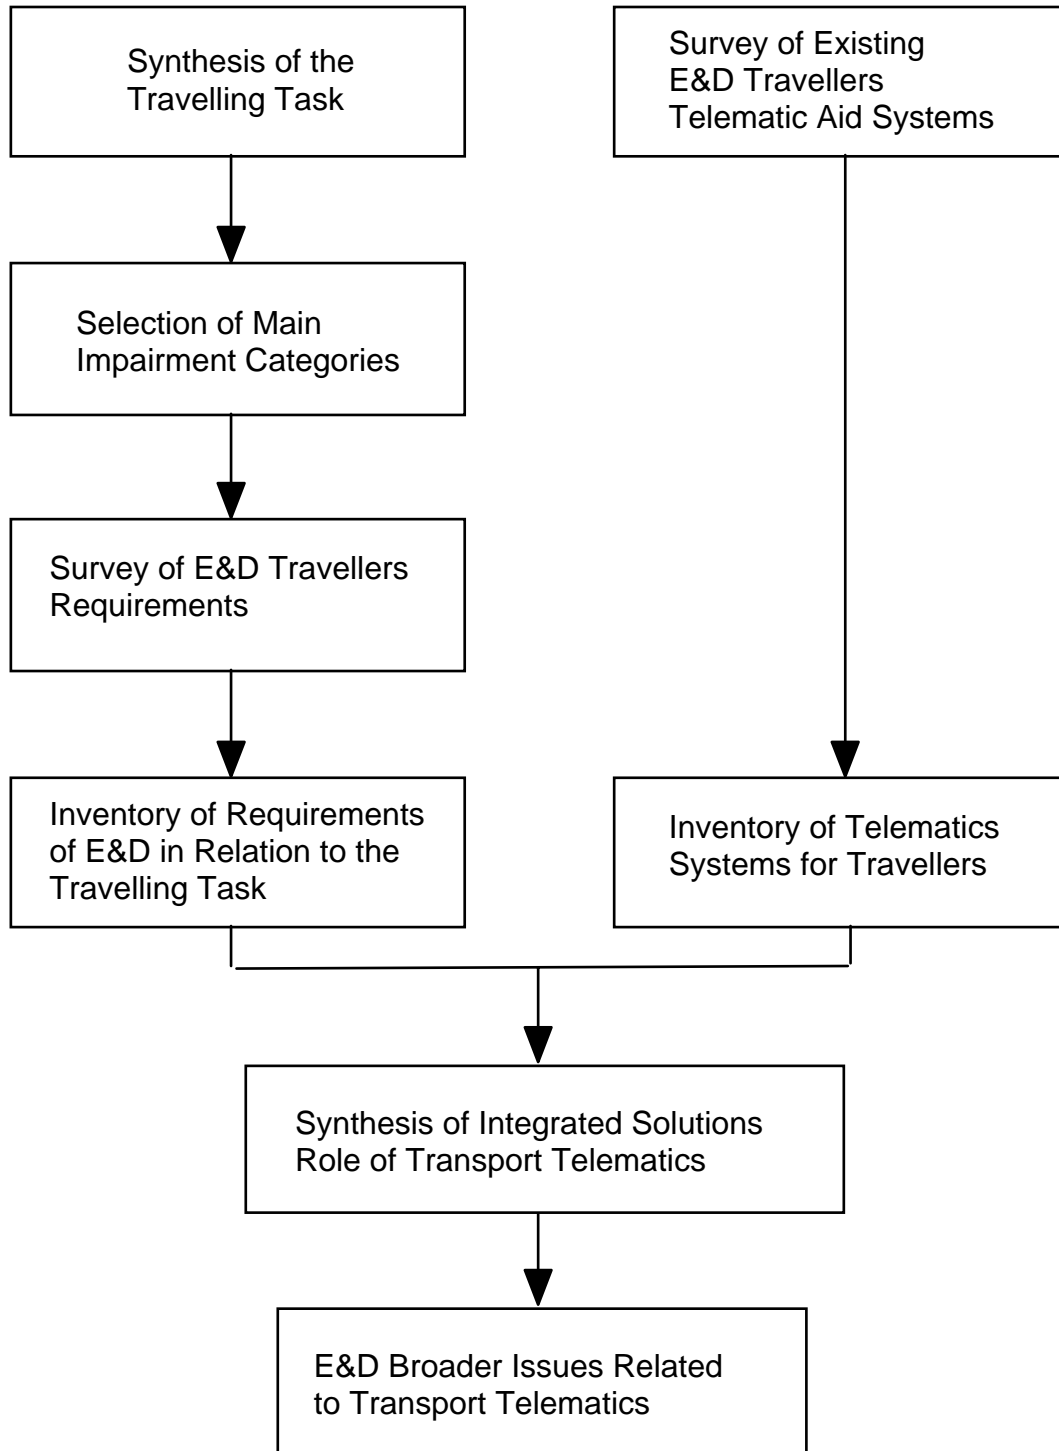 Synthesis of the
Travelling Task
Survey of Existing
E&D Travellers
Telematic Aid Systems
Selection of Main
Impairment Categories
Survey of E&D Travellers
Requirements
Inventory of Requirements
of E&D in Relation to the
Travelling Task
Inventory of Telematics
Systems for Travellers
Synthesis of Integrated Solutions
Role of Transport Telematics
E&D Broader Issues Related
to Transport Telematics